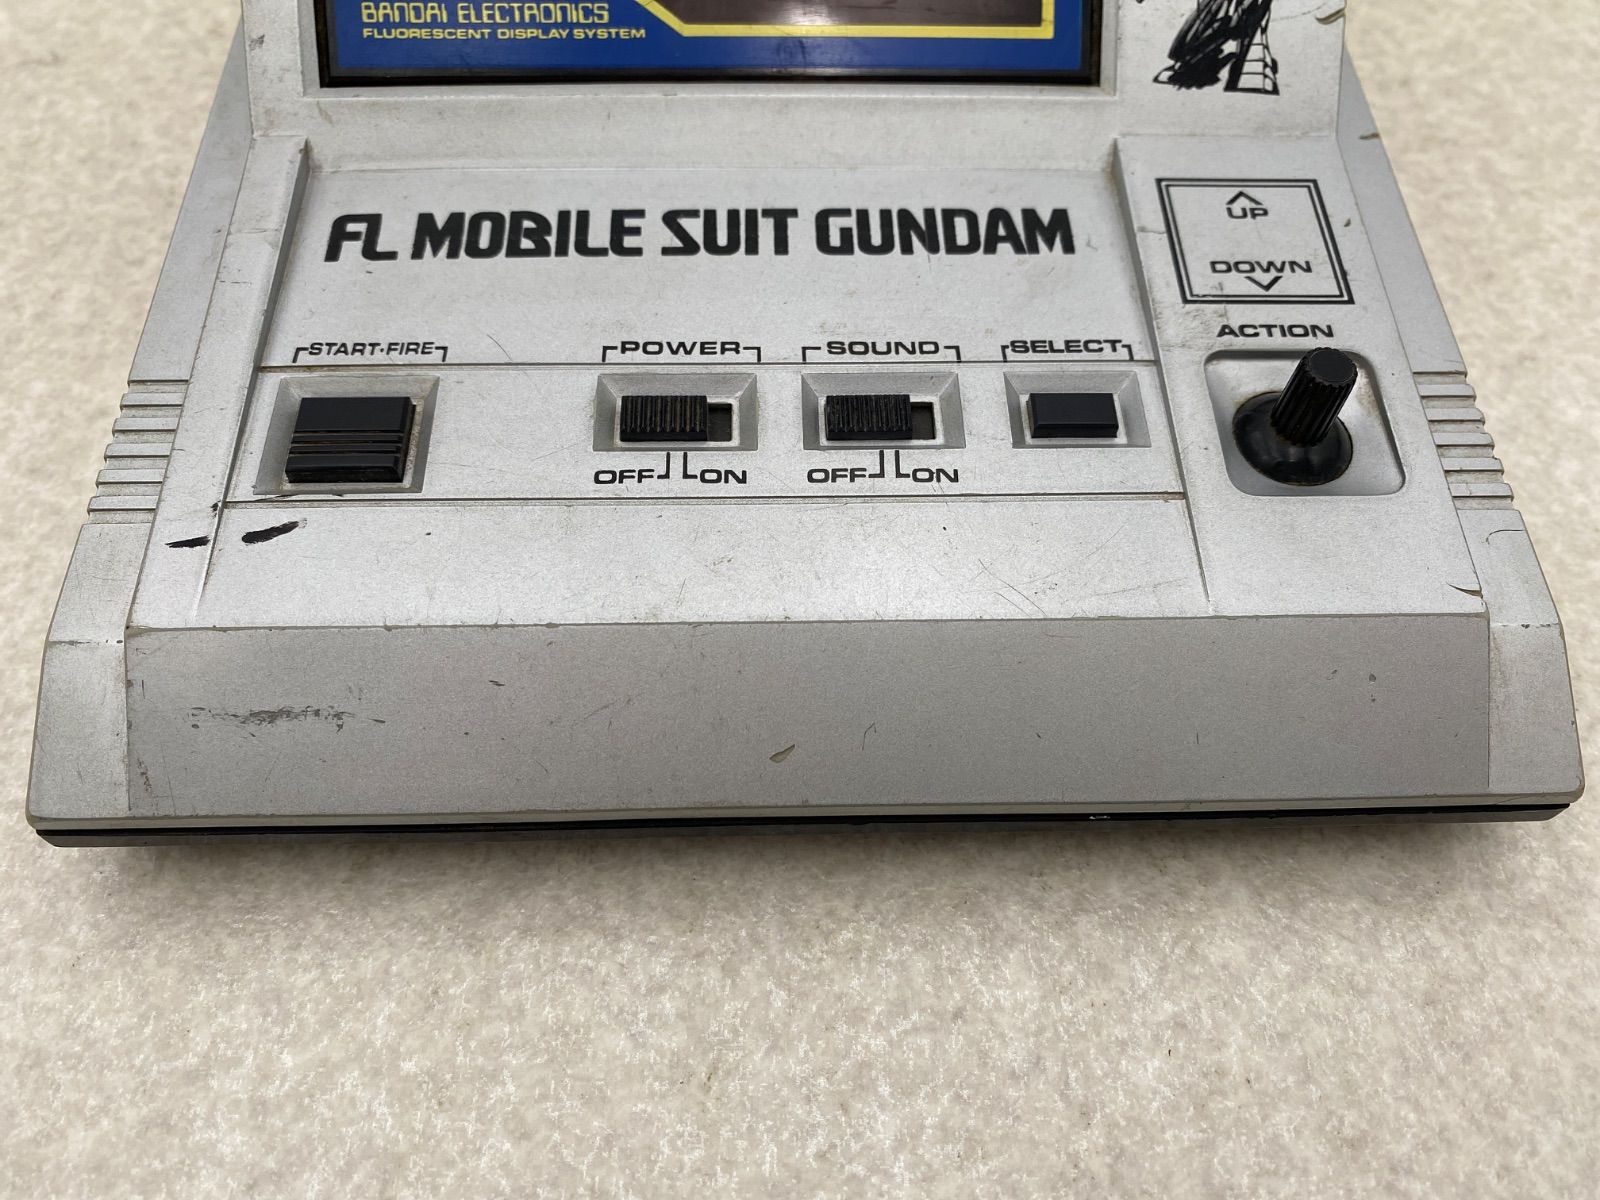 BANDAI ELECTRONICS
FLUORESCENT DISPLAY SYSTEM
FL MOBILE SUIT GUNDAM
UP
DOWN
ACTION
START·FIRE
POWER
SOUND
SELECT
OFF ON
OFF ON